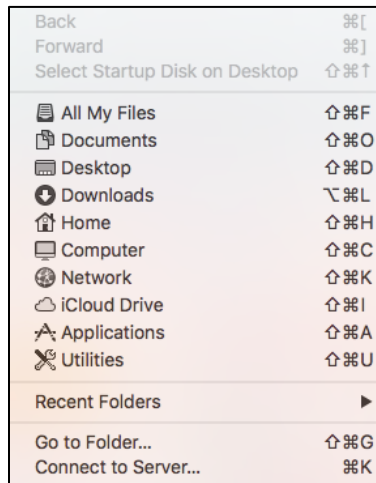 Back ⌘[
Forward ⌘]
Select Startup Disk on Desktop ⇧⌘↑
All My Files ⇧⌘F
Documents ⇧⌘O
Desktop ⇧⌘D
Downloads ⌥⌘L
Home ⇧⌘H
Computer ⇧⌘C
Network ⇧⌘K
iCloud Drive ⇧⌘I
Applications ⇧⌘A
Utilities ⇧⌘U
Recent Folders ▶
Go to Folder... ⇧⌘G
Connect to Server... ⌘K